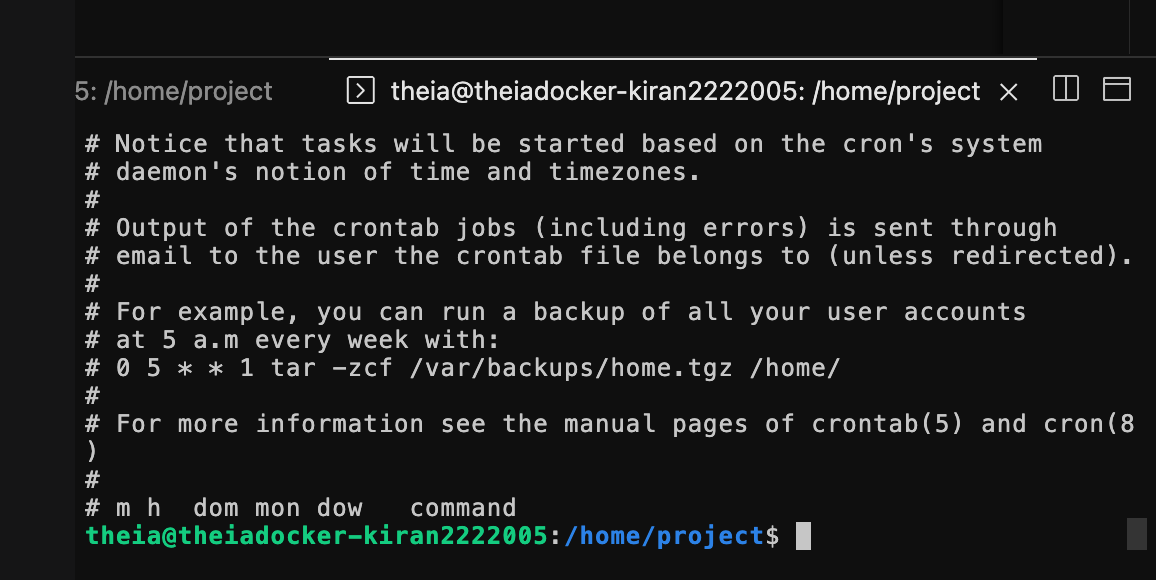 5: /home/project
theia@theiadocker-kiran2222005: /home/project
# Notice that tasks will be started based on the cron's system
# daemon's notion of time and timezones.
#
# Output of the crontab jobs (including errors) is sent through
# email to the user the crontab file belongs to (unless redirected).
#
# For example, you can run a backup of all your user accounts
# at 5 a.m every week with:
# 0 5 * * 1 tar -zcf /var/backups/home.tgz /home/
#
# For more information see the manual pages of crontab(5) and cron(8
)
#
# m h  dom mon dow   command
theia@theiadocker-kiran2222005:/home/project$